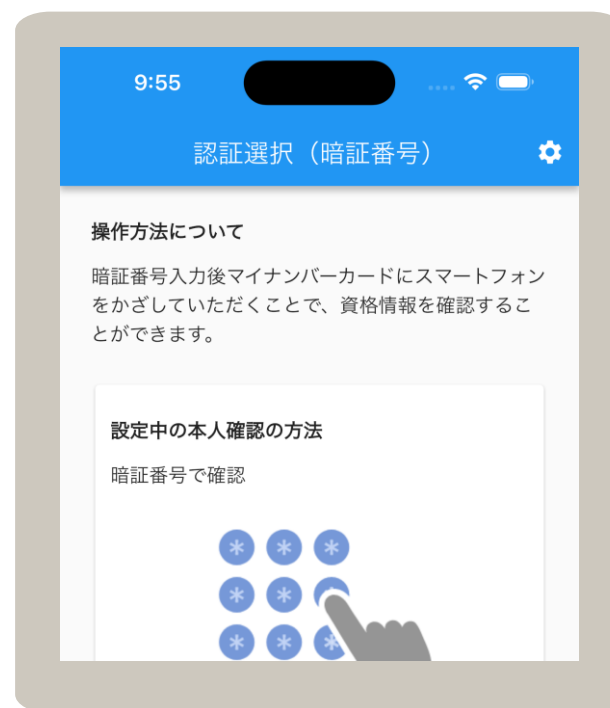 9:55
認証選択（暗証番号）
操作方法について
暗証番号入力後マイナンバーカードにスマートフォン
をかざしていただくことで、資格情報を確認するこ
とができます。
設定中の本人確認の方法
暗証番号で確認
* * *
* * *
* * *